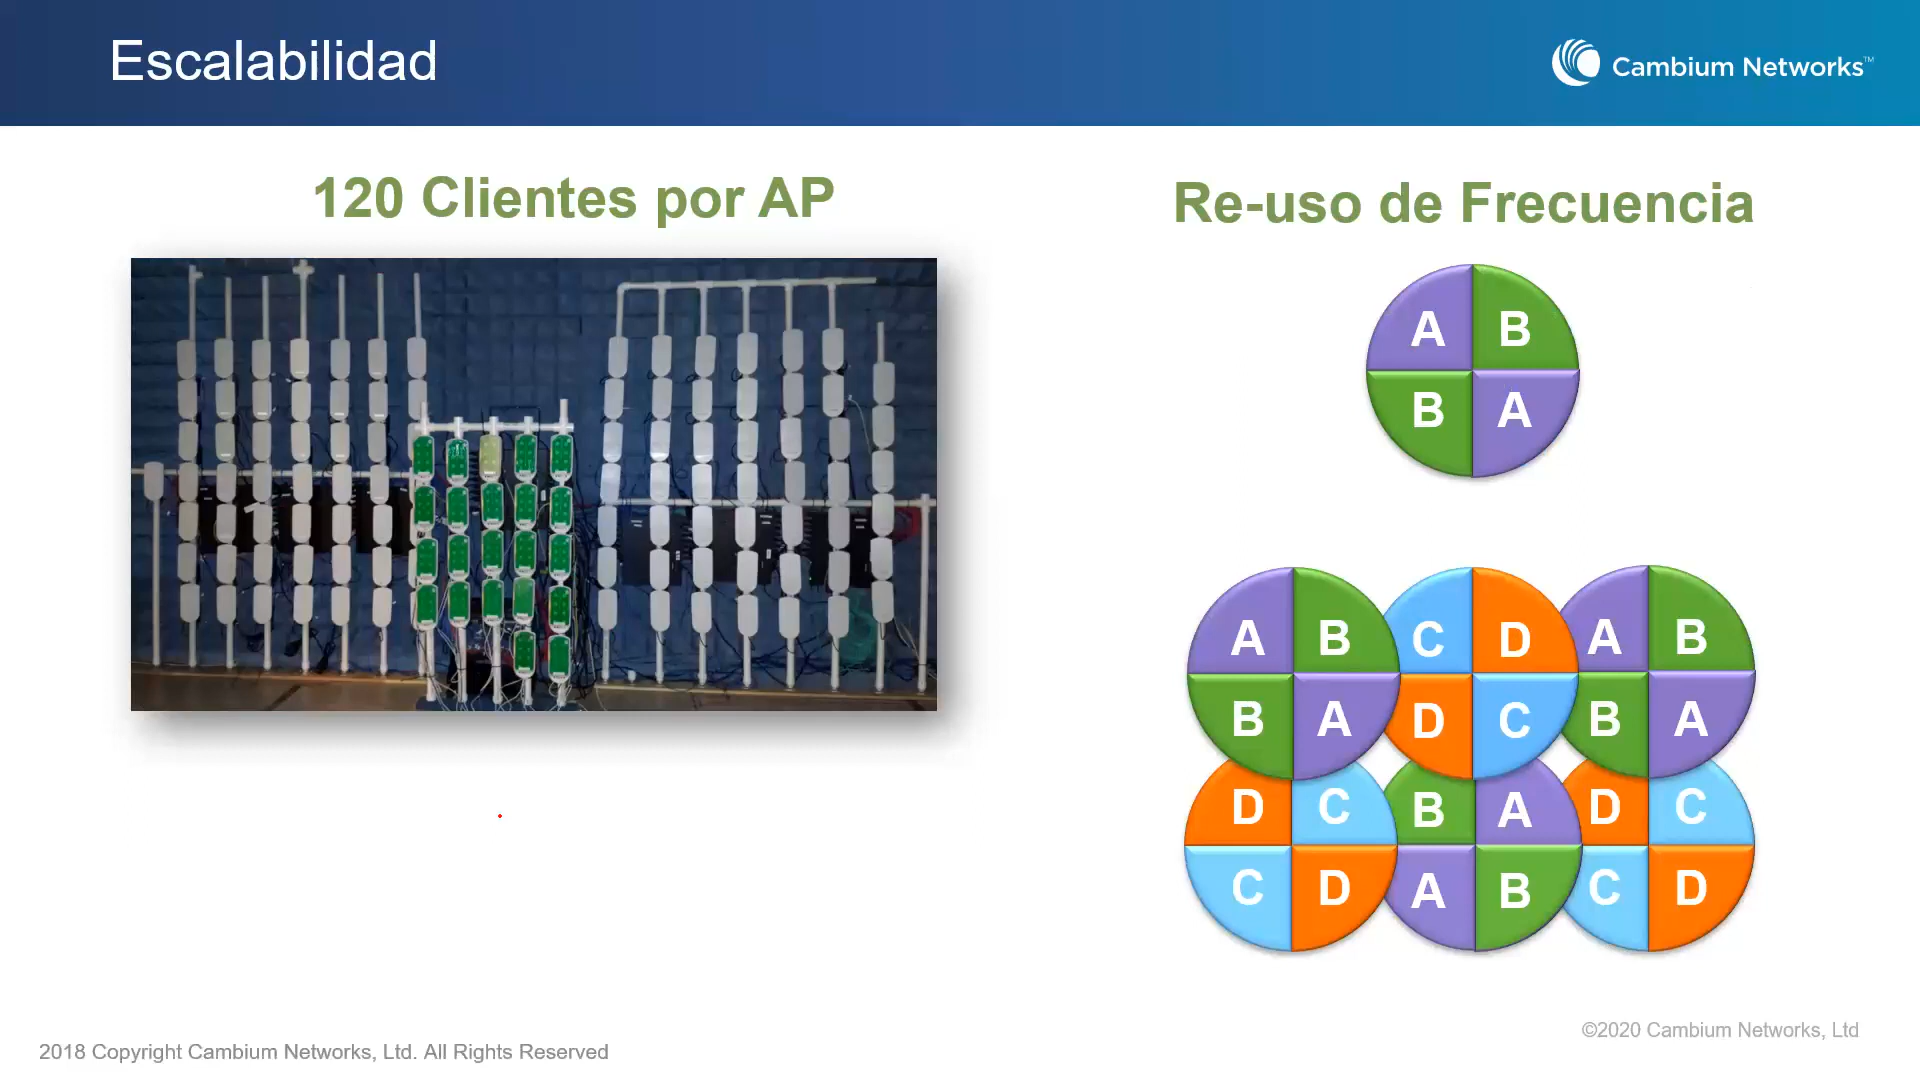 Escalabilidad
Cambium Networks™
120 Clientes por AP
Re-uso de Frecuencia
A B
B A
A B C D A B
B A D C B A
D C B A D C
C D A B C D
©2020 Cambium Networks, Ltd
2018 Copyright Cambium Networks, Ltd. All Rights Reserved